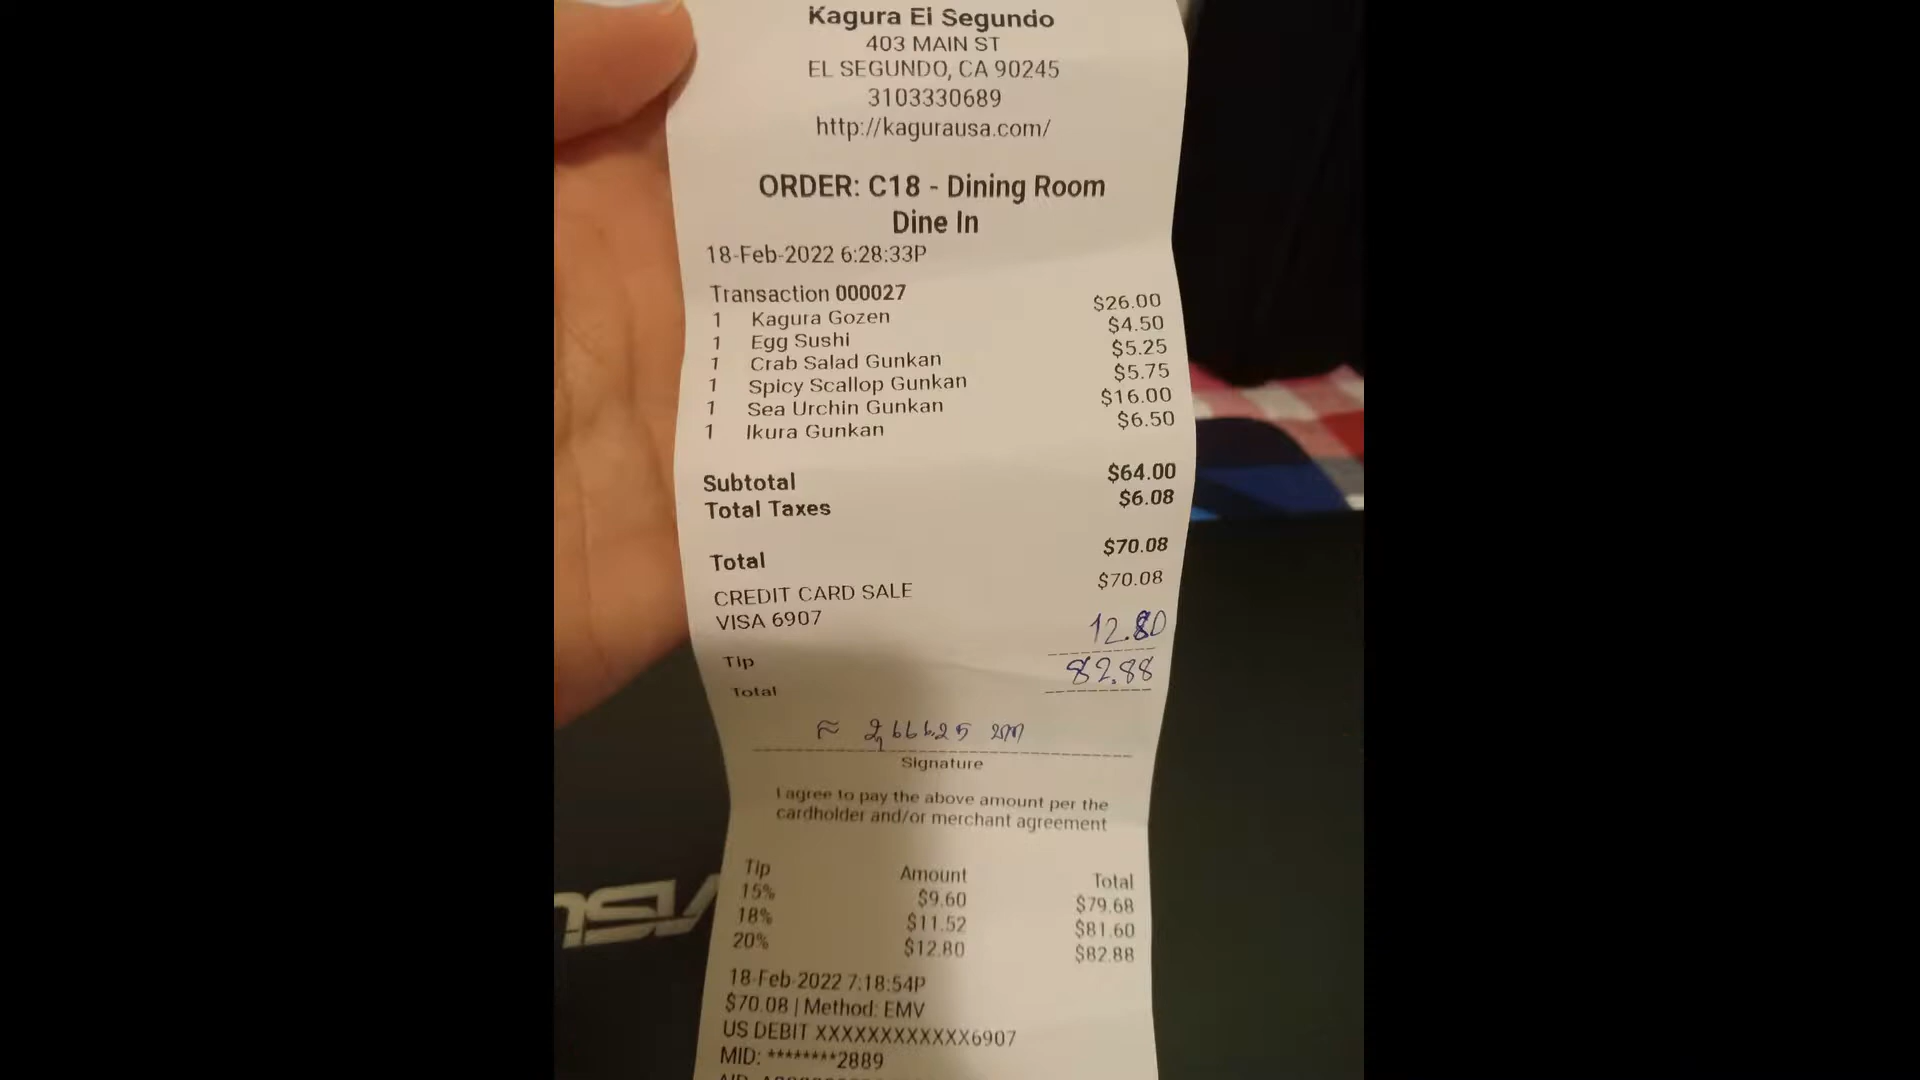 Kagura El Segundo
403 MAIN ST
EL SEGUNDO, CA 90245
3103330689
http://kagurausa.com/
ORDER: C18 - Dining Room
Dine In
18-Feb-2022 6:28:33P
Transaction 000027
1 Kagura Gozen $26.00
1 Egg Sushi $4.50
1 Crab Salad Gunkan $5.25
1 Spicy Scallop Gunkan $5.75
1 Sea Urchin Gunkan $16.00
1 Ikura Gunkan $6.50
Subtotal $64.00
Total Taxes $6.08
Total $70.08
CREDIT CARD SALE $70.08
VISA 6907
Tip 12.80
Total 82.88
≈
Signature
I agree to pay the above amount per the
cardholder and/or merchant agreement
Tip Amount Total
15% $9.60 $79.68
18% $11.52 $81.60
20% $12.80 $82.88
18-Feb-2022 7:18:54P
$70.08 | Method: EMV
US DEBIT XXXXXXXXXXXX6907
MID: ********2889